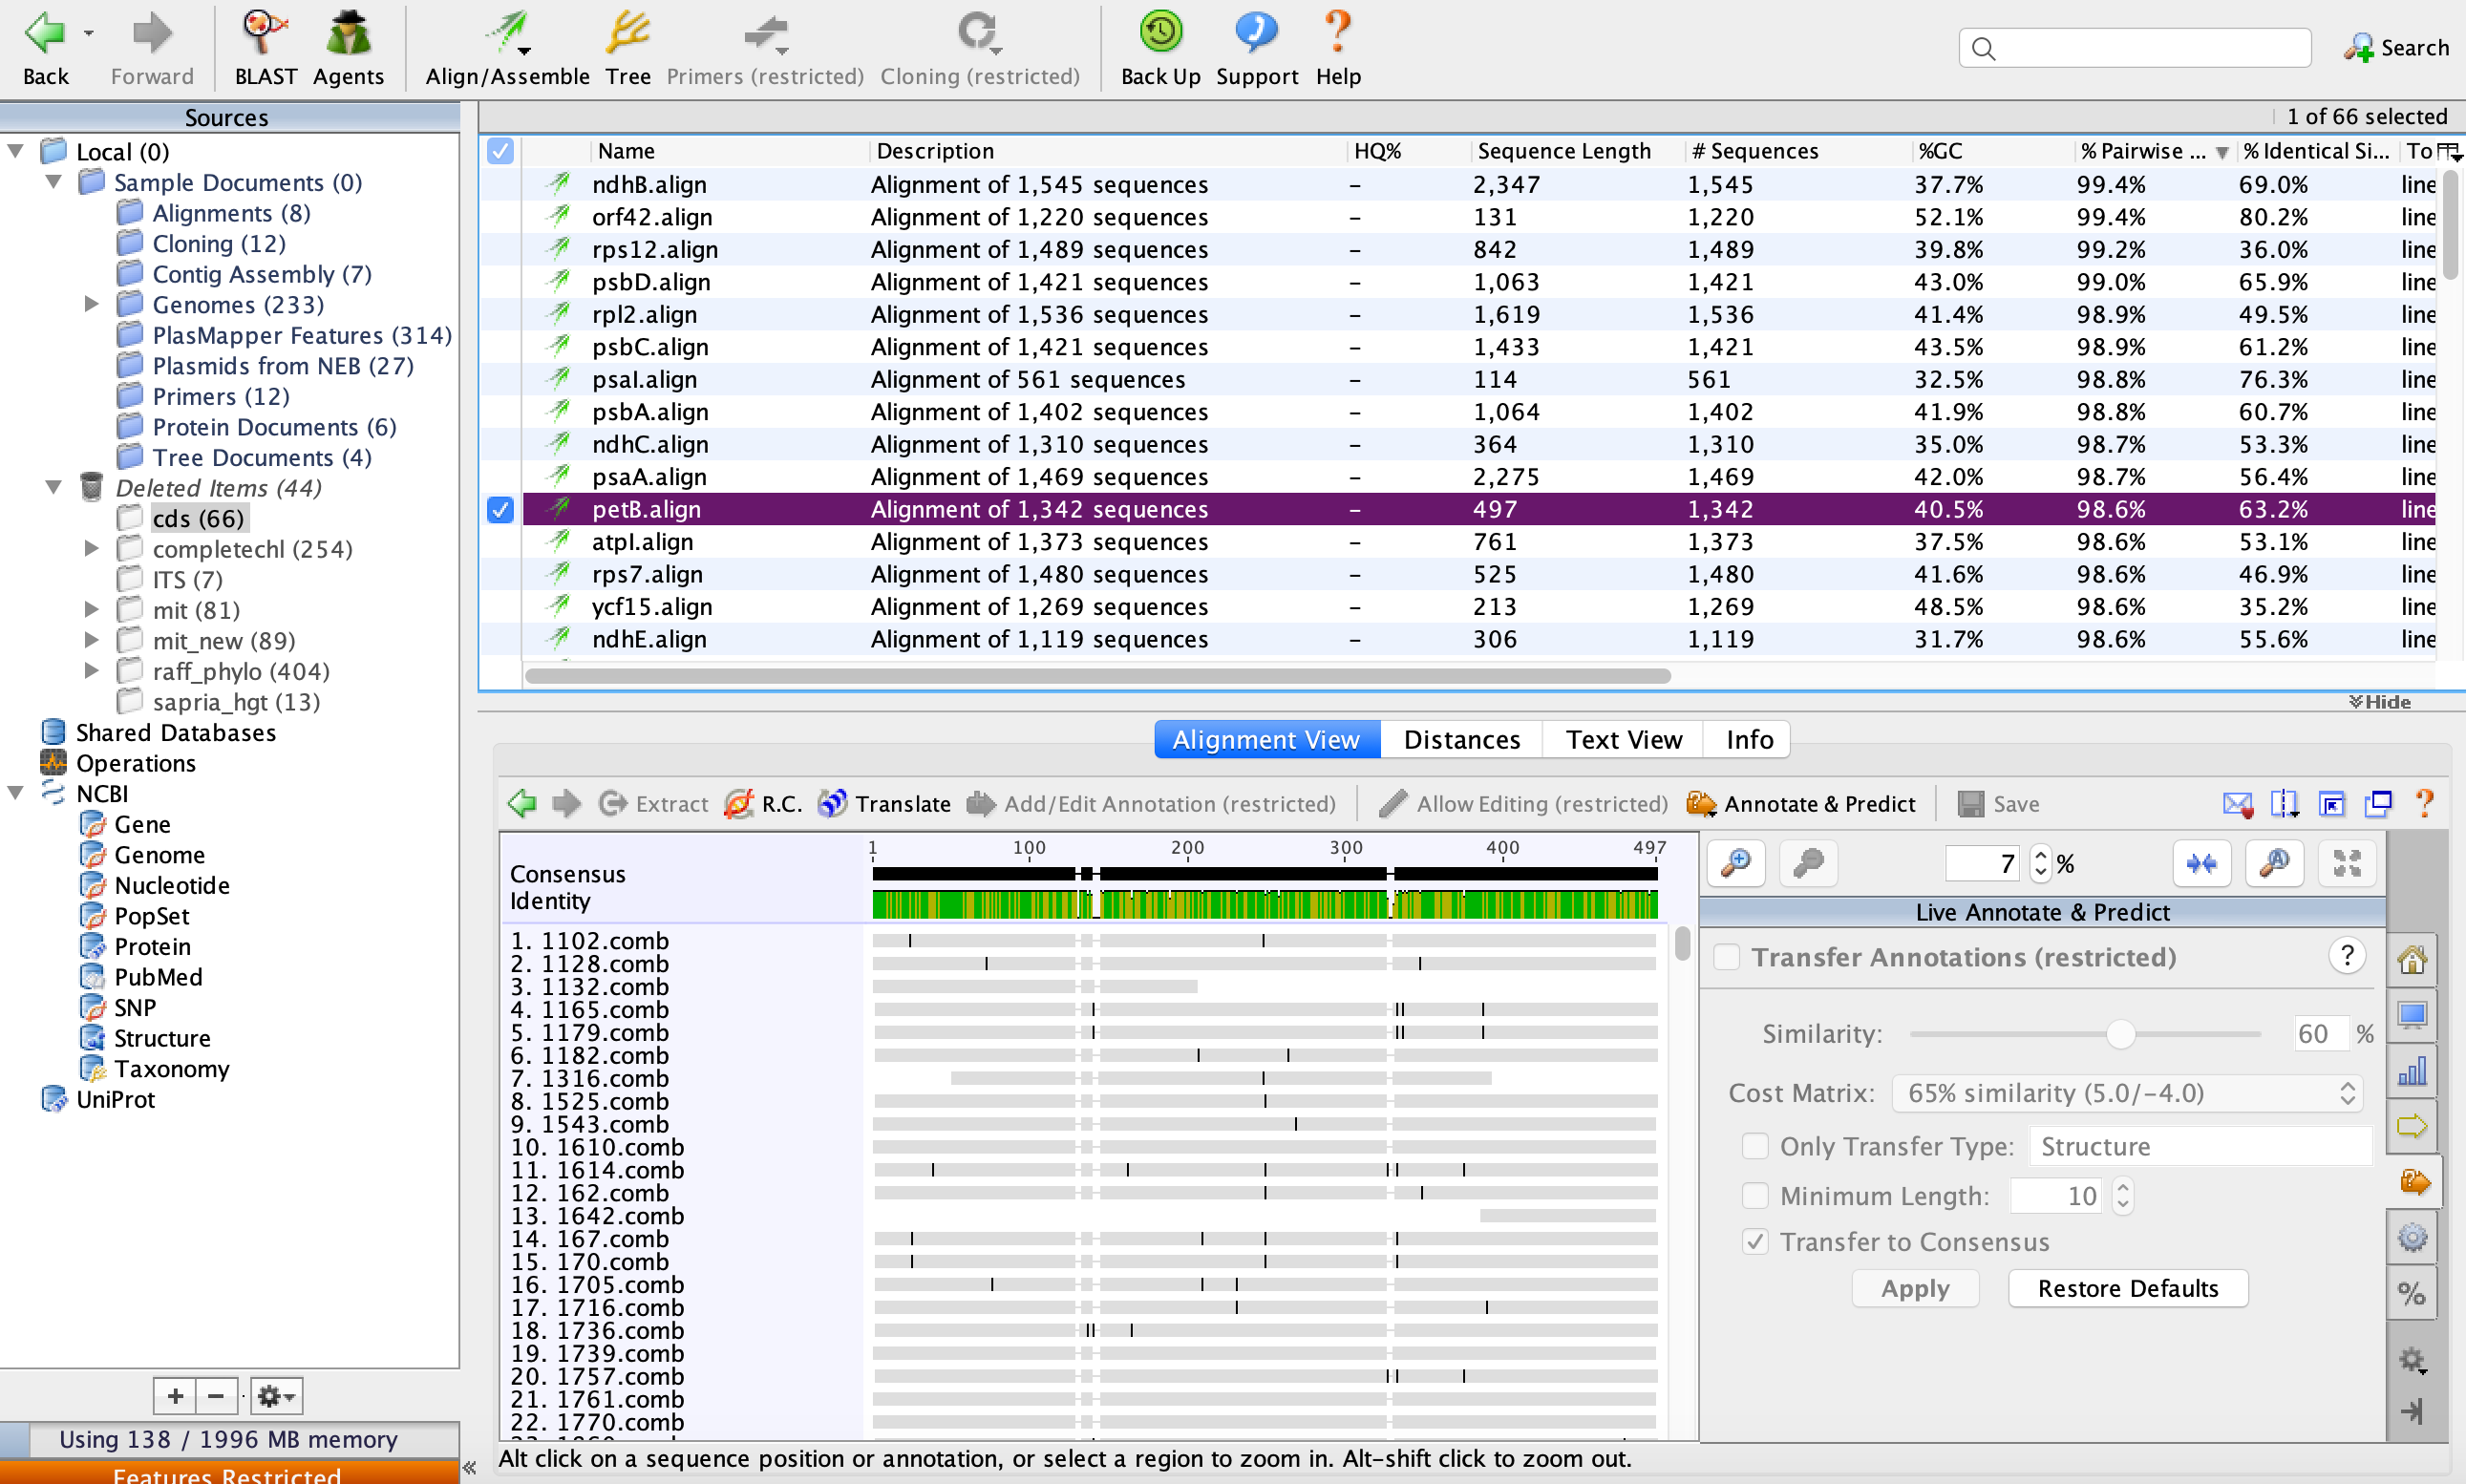 Back
Forward
BLAST
Agents
Align/Assemble
Tree
Primers (restricted)
Cloning (restricted)
Back Up
Support
Help
Search
Sources
1 of 66 selected
Local (0)
Sample Documents (0)
Alignments (8)
Cloning (12)
Contig Assembly (7)
Genomes (233)
PlasMapper Features (314)
Plasmids from NEB (27)
Primers (12)
Protein Documents (6)
Tree Documents (4)
Deleted Items (44)
cds (66)
completechl (254)
ITS (7)
mit (81)
mit_new (89)
raff_phylo (404)
sapria_hgt (13)
Shared Databases
Operations
NCBI
Gene
Genome
Nucleotide
PopSet
Protein
PubMed
SNP
Structure
Taxonomy
UniProt
+ −
Using 138 / 1996 MB memory
Features Restricted
Name Description HQ% Sequence Length # Sequences %GC % Pairwise ... % Identical Si... To
ndhB.align Alignment of 1,545 sequences – 2,347 1,545 37.7% 99.4% 69.0% line
orf42.align Alignment of 1,220 sequences – 131 1,220 52.1% 99.4% 80.2% line
rps12.align Alignment of 1,489 sequences – 842 1,489 39.8% 99.2% 36.0% line
psbD.align Alignment of 1,421 sequences – 1,063 1,421 43.0% 99.0% 65.9% line
rpl2.align Alignment of 1,536 sequences – 1,619 1,536 41.4% 98.9% 49.5% line
psbC.align Alignment of 1,421 sequences – 1,433 1,421 43.5% 98.9% 61.2% line
psaI.align Alignment of 561 sequences – 114 561 32.5% 98.8% 76.3% line
psbA.align Alignment of 1,402 sequences – 1,064 1,402 41.9% 98.8% 60.7% line
ndhC.align Alignment of 1,310 sequences – 364 1,310 35.0% 98.7% 53.3% line
psaA.align Alignment of 1,469 sequences – 2,275 1,469 42.0% 98.7% 56.4% line
petB.align Alignment of 1,342 sequences – 497 1,342 40.5% 98.6% 63.2% line
atpI.align Alignment of 1,373 sequences – 761 1,373 37.5% 98.6% 53.1% line
rps7.align Alignment of 1,480 sequences – 525 1,480 41.6% 98.6% 46.9% line
ycf15.align Alignment of 1,269 sequences – 213 1,269 48.5% 98.6% 35.2% line
ndhE.align Alignment of 1,119 sequences – 306 1,119 31.7% 98.6% 55.6% line
Hide
Alignment View Distances Text View Info
Extract R.C. Translate Add/Edit Annotation (restricted) Allow Editing (restricted) Annotate & Predict Save ?
1 100 200 300 400 497
Consensus
Identity
1. 1102.comb
2. 1128.comb
3. 1132.comb
4. 1165.comb
5. 1179.comb
6. 1182.comb
7. 1316.comb
8. 1525.comb
9. 1543.comb
10. 1610.comb
11. 1614.comb
12. 162.comb
13. 1642.comb
14. 167.comb
15. 170.comb
16. 1705.comb
17. 1716.comb
18. 1736.comb
19. 1739.comb
20. 1757.comb
21. 1761.comb
22. 1770.comb
7 %
Live Annotate & Predict
Transfer Annotations (restricted) ?
Similarity: 60 %
Cost Matrix: 65% similarity (5.0/−4.0)
Only Transfer Type: Structure
Minimum Length: 10
Transfer to Consensus
Apply Restore Defaults
%
Alt click on a sequence position or annotation, or select a region to zoom in. Alt-shift click to zoom out.